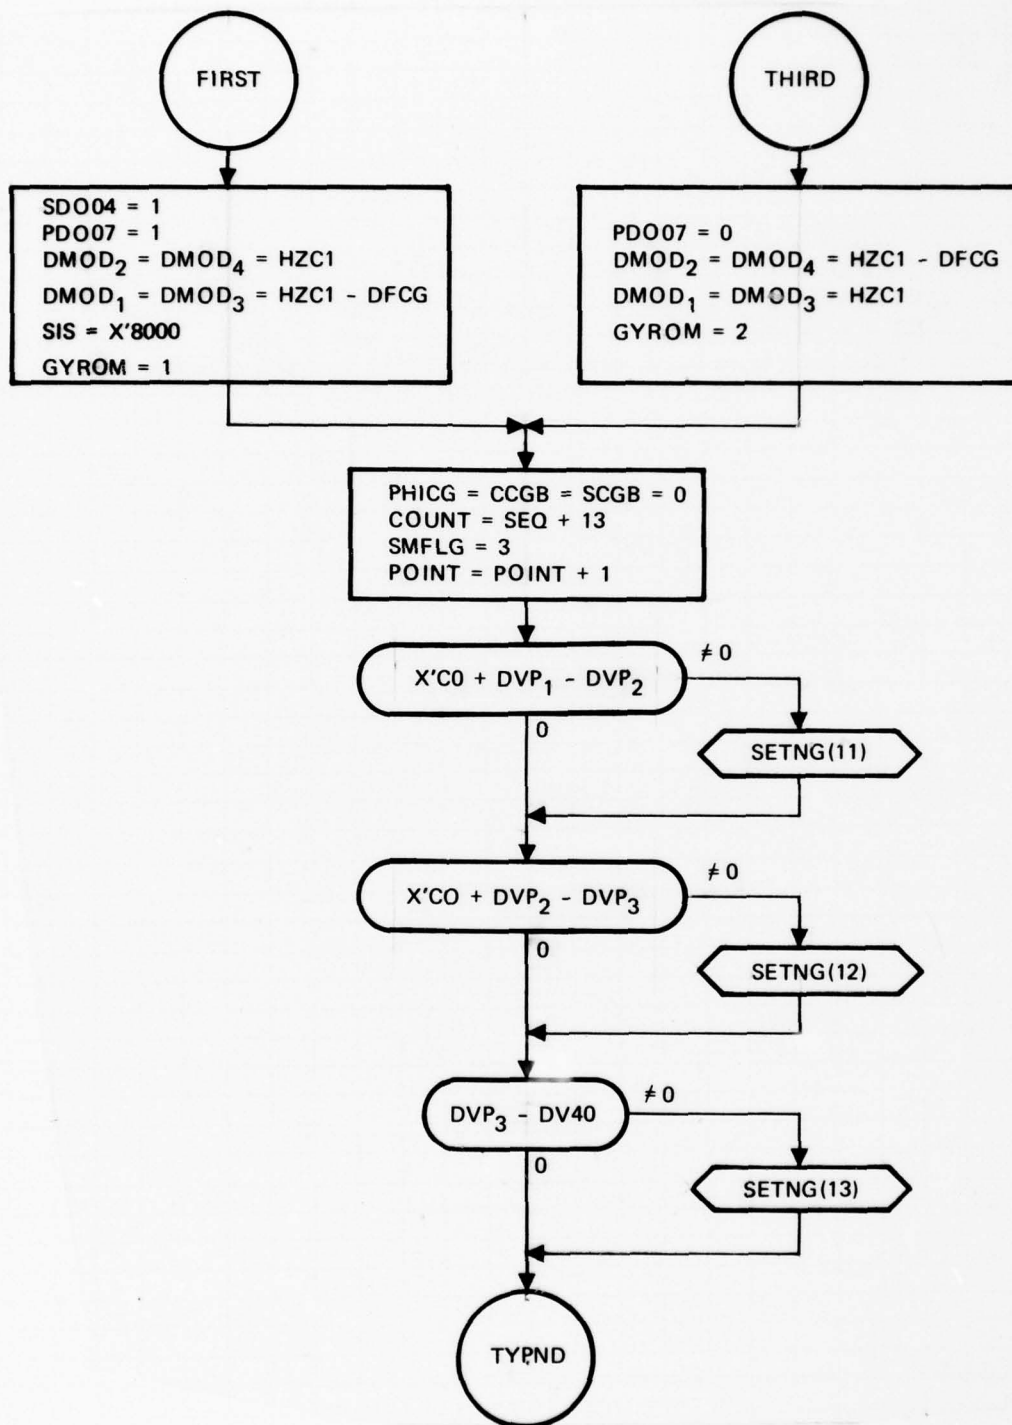 FIRST
SDO04 = 1
PDO07 = 1
DMOD₂ = DMOD₄ = HZC1
DMOD₁ = DMOD₃ = HZC1 - DFCG
SIS = X'8000
GYROM = 1
THIRD
PDO07 = 0
DMOD₂ = DMOD₄ = HZC1 - DFCG
DMOD₁ = DMOD₃ = HZC1
GYROM = 2
PHICG = CCGB = SCGB = 0
COUNT = SEQ + 13
SMFLG = 3
POINT = POINT + 1
X'C0 + DVP₁ - DVP₂
≠ 0
0
SETNG(11)
X'CO + DVP₂ - DVP₃
≠ 0
0
SETNG(12)
DVP₃ - DV40
≠ 0
0
SETNG(13)
TYPND